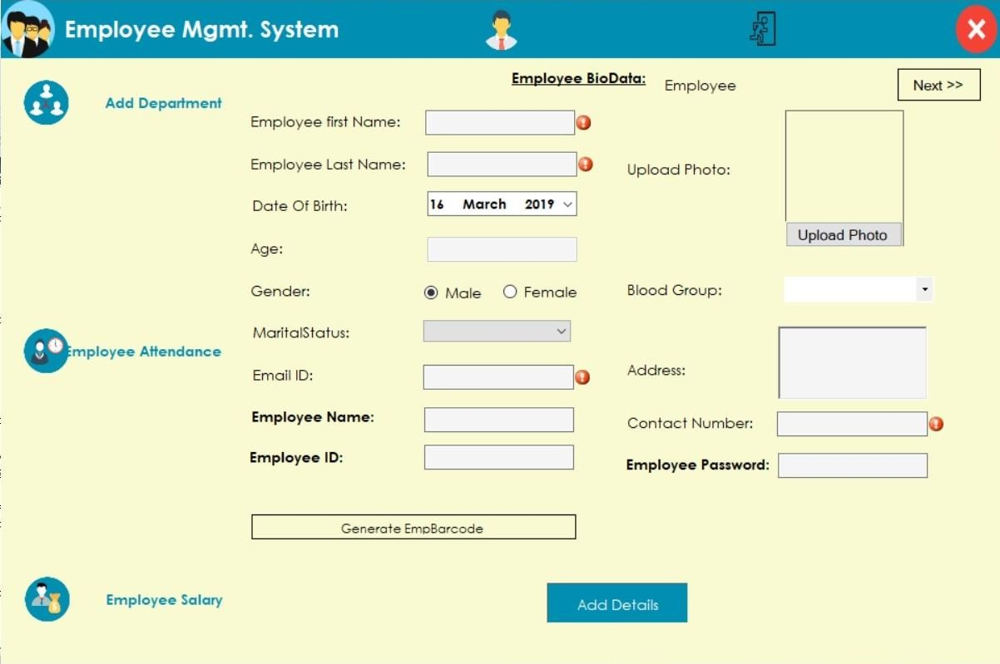 Employee Mgmt. System
Employee BioData:
Employee
Next >>
Add Department
Employee first Name:
Employee Last Name:
Upload Photo:
Date Of Birth:
16 March 2019
Upload Photo
Age:
Gender:
Male
Female
Blood Group:
MaritalStatus:
Employee Attendance
Email ID:
Address:
Employee Name:
Contact Number:
Employee ID:
Employee Password:
Generate EmpBarcode
Employee Salary
Add Details